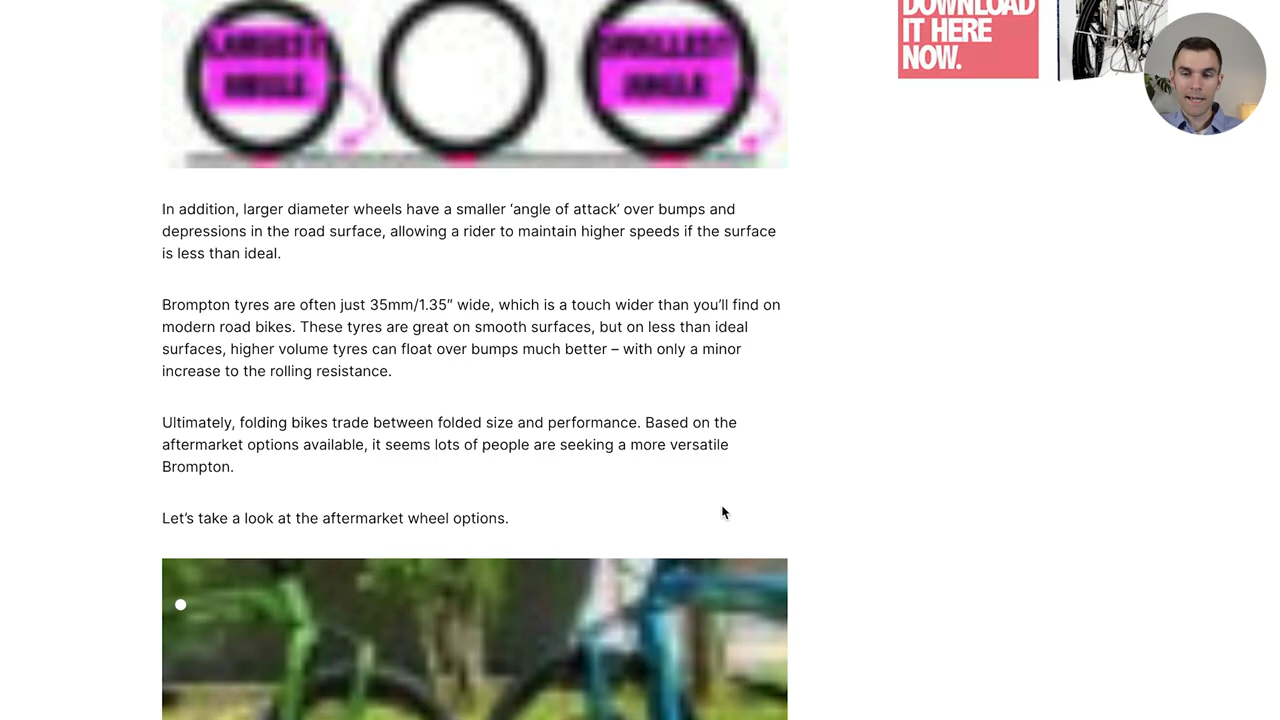 LARGEST
ANGLE
SMALLEST
ANGLE
DOWNLOAD
IT HERE
NOW.
In addition, larger diameter wheels have a smaller ‘angle of attack’ over bumps and
depressions in the road surface, allowing a rider to maintain higher speeds if the surface
is less than ideal.
Brompton tyres are often just 35mm/1.35″ wide, which is a touch wider than you’ll find on
modern road bikes. These tyres are great on smooth surfaces, but on less than ideal
surfaces, higher volume tyres can float over bumps much better – with only a minor
increase to the rolling resistance.
Ultimately, folding bikes trade between folded size and performance. Based on the
aftermarket options available, it seems lots of people are seeking a more versatile
Brompton.
Let’s take a look at the aftermarket wheel options.